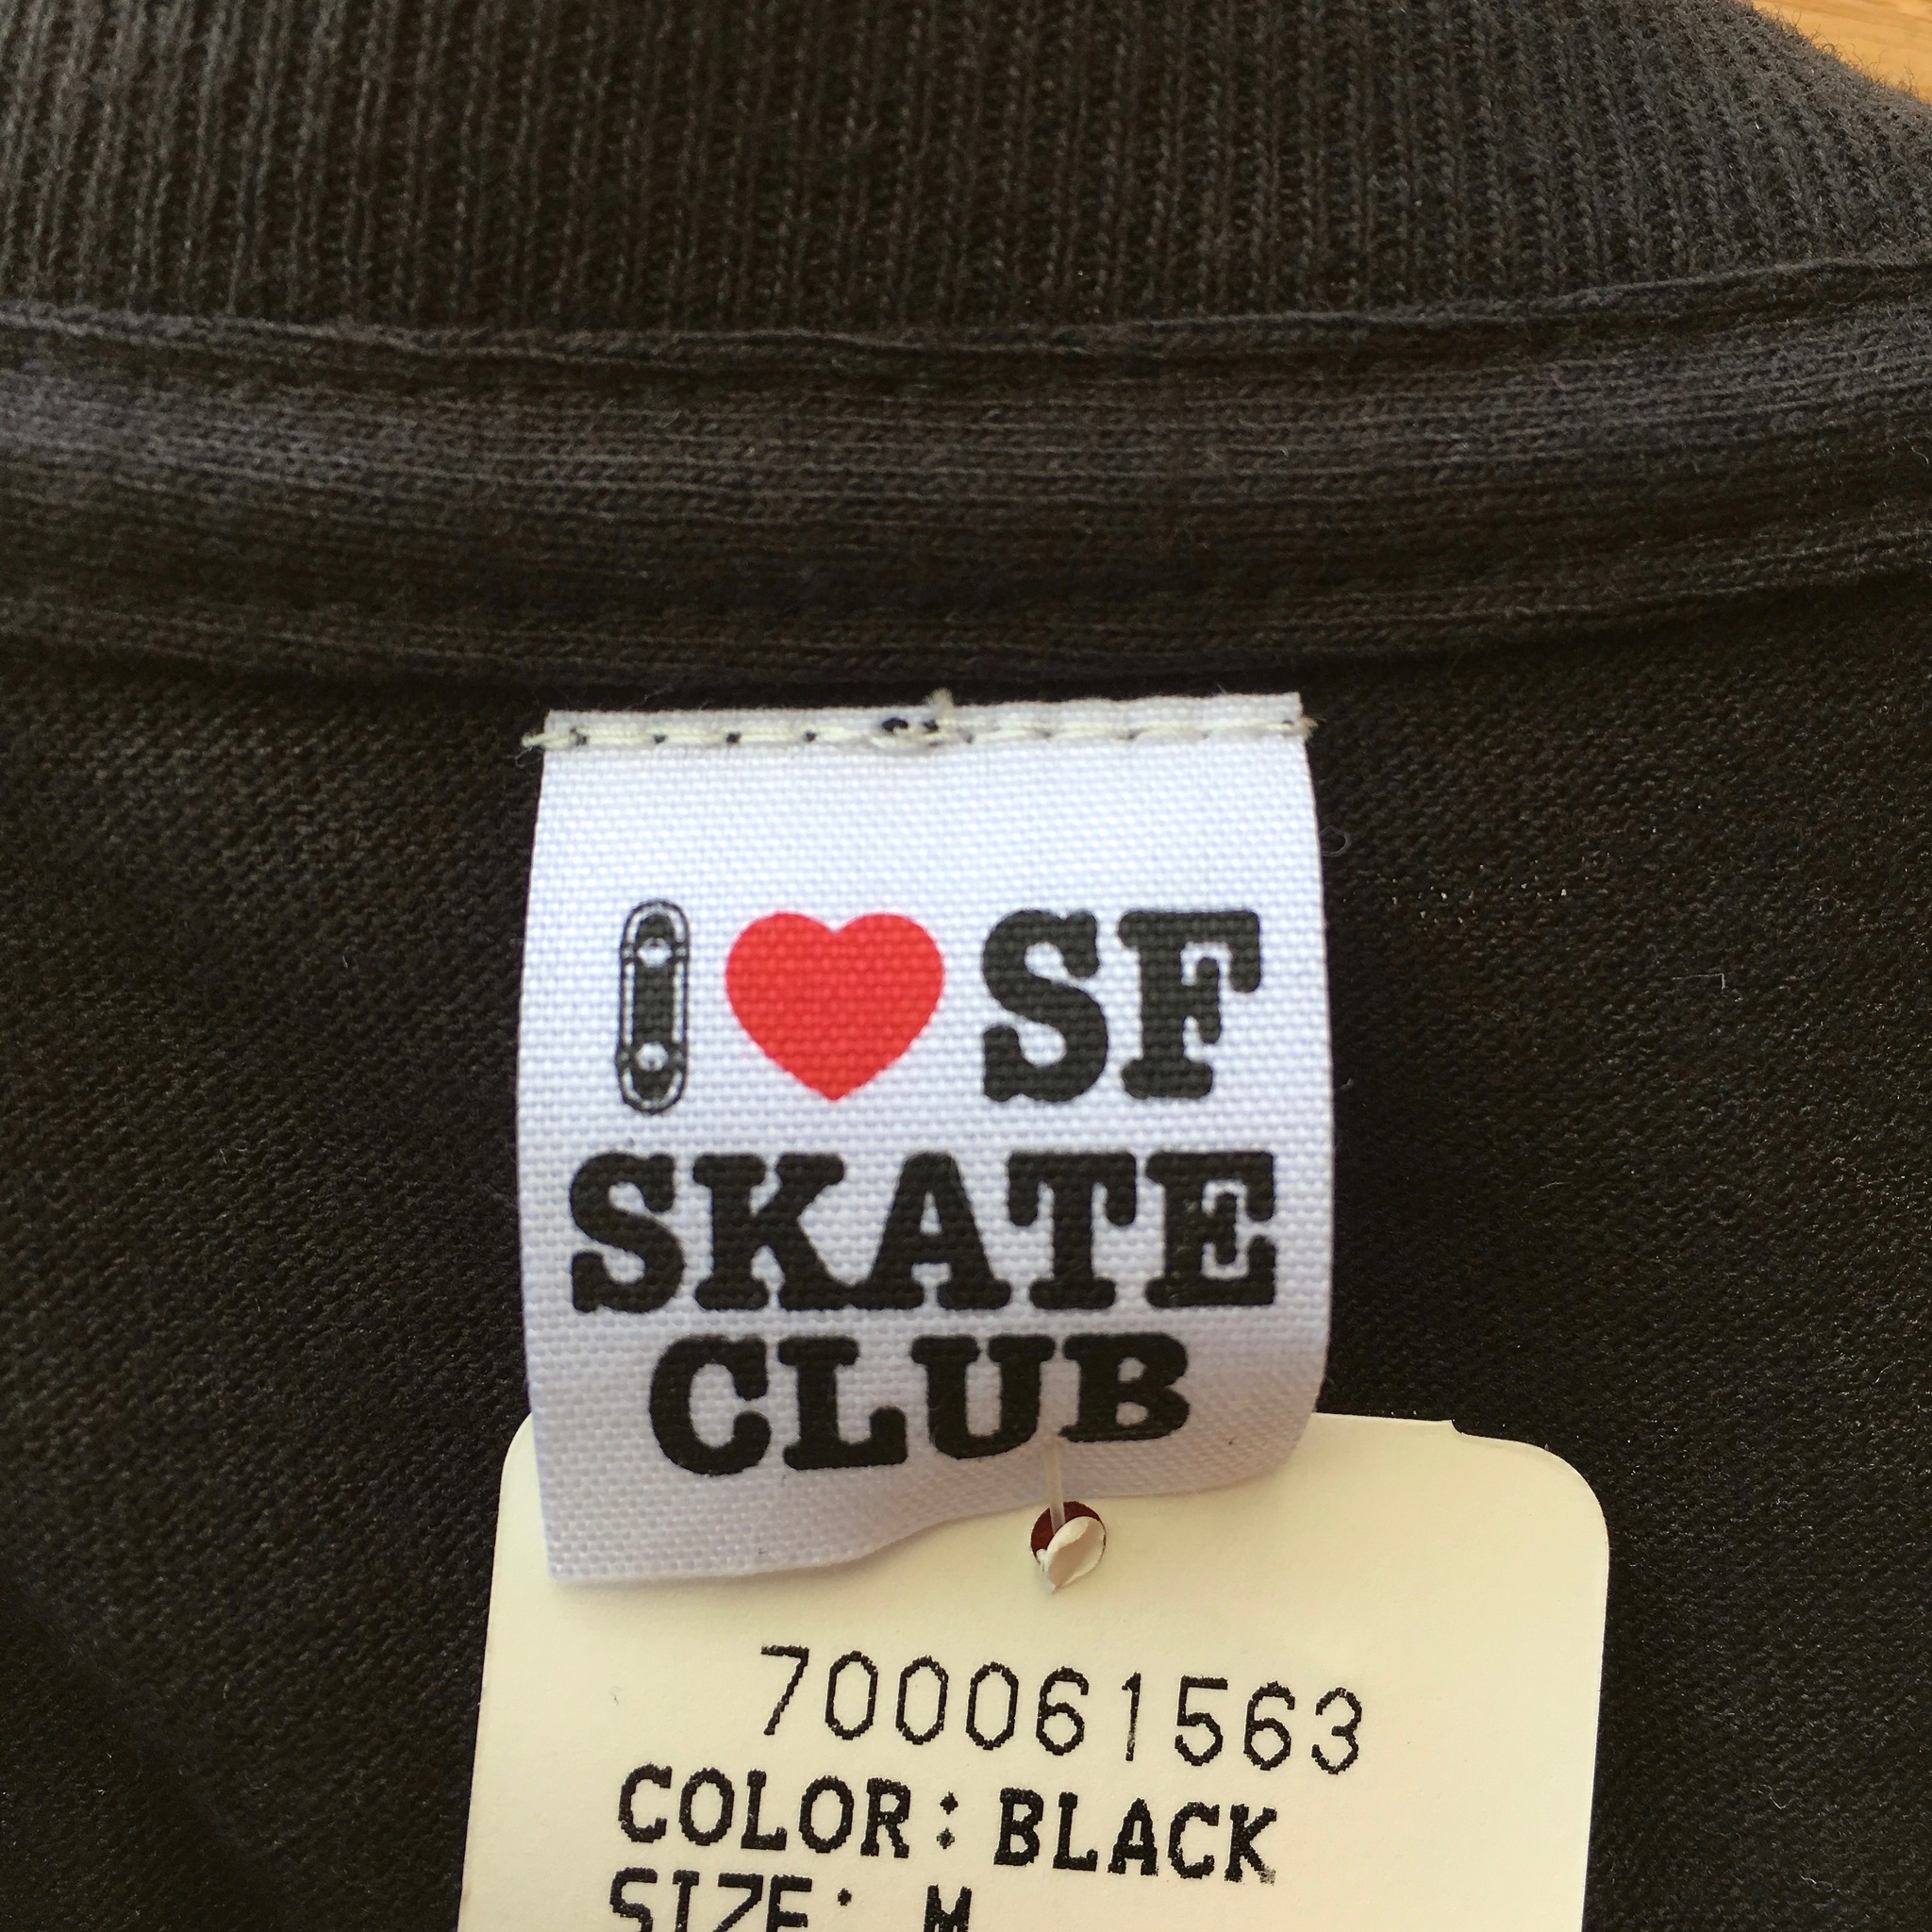 I ♥ SF
SKATE
CLUB
700061563
COLOR: BLACK
SIZE: M